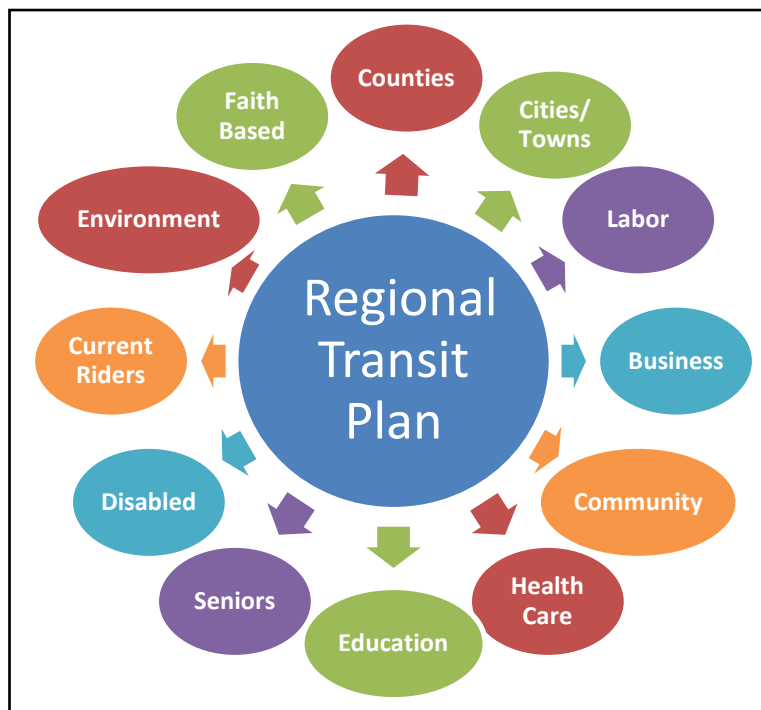 Counties
Cities/
Towns
Labor
Business
Community
Health
Care
Education
Seniors
Disabled
Current
Riders
Environment
Faith
Based
Regional
Transit
Plan